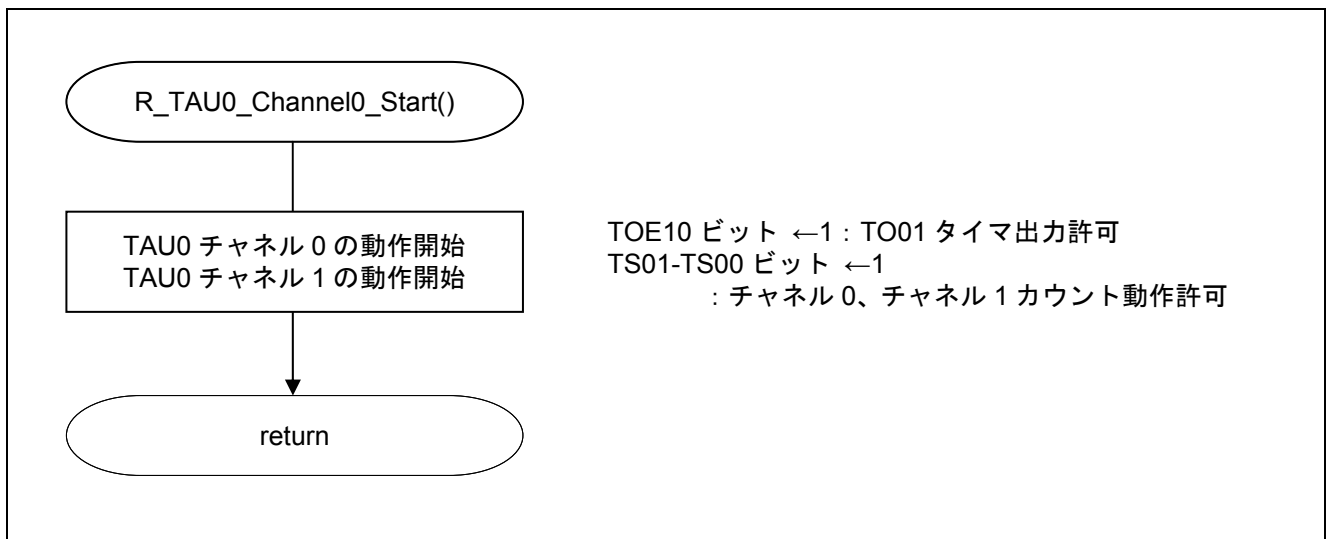 R_TAU0_Channel0_Start()
TAU0 チャネル 0 の動作開始
TAU0 チャネル 1 の動作開始
TOE10 ビット ←1：TO01 タイマ出力許可
TS01-TS00 ビット ←1
：チャネル 0、チャネル 1 カウント動作許可
return